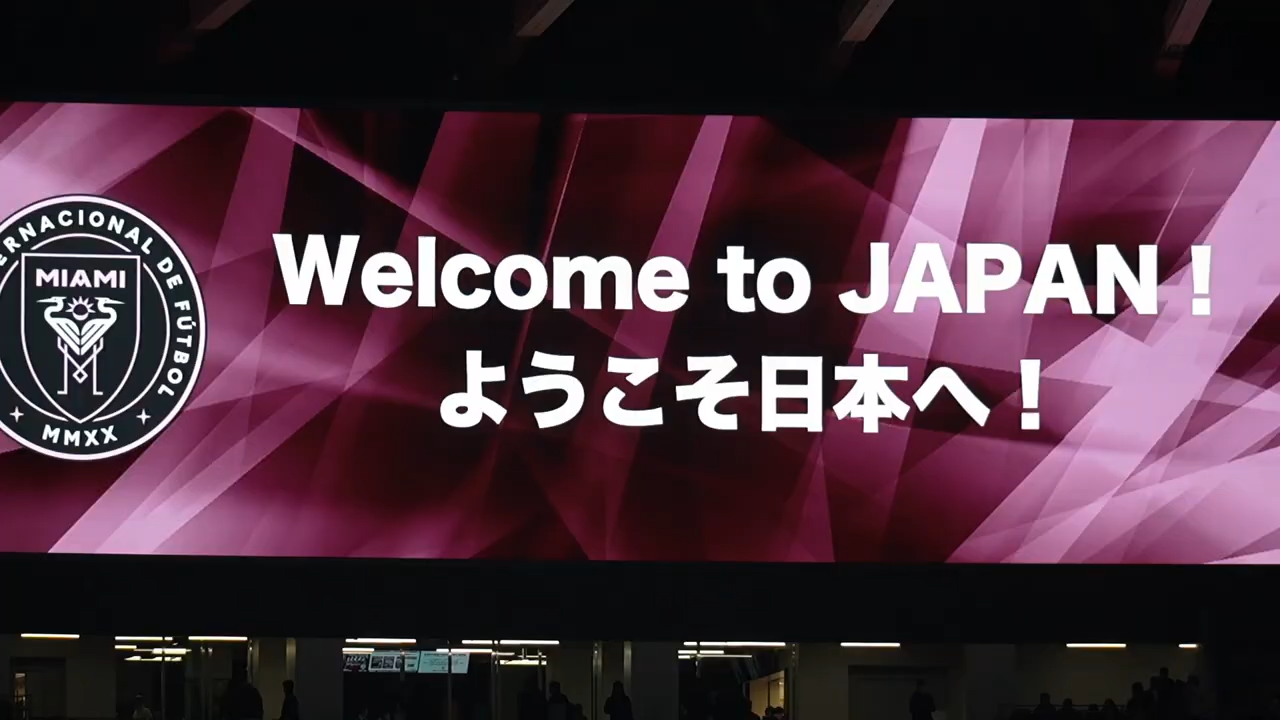 ERNACIONAL DE FÚTBOL
MIAMI
MMXX
Welcome to JAPAN！
ようこそ日本へ！